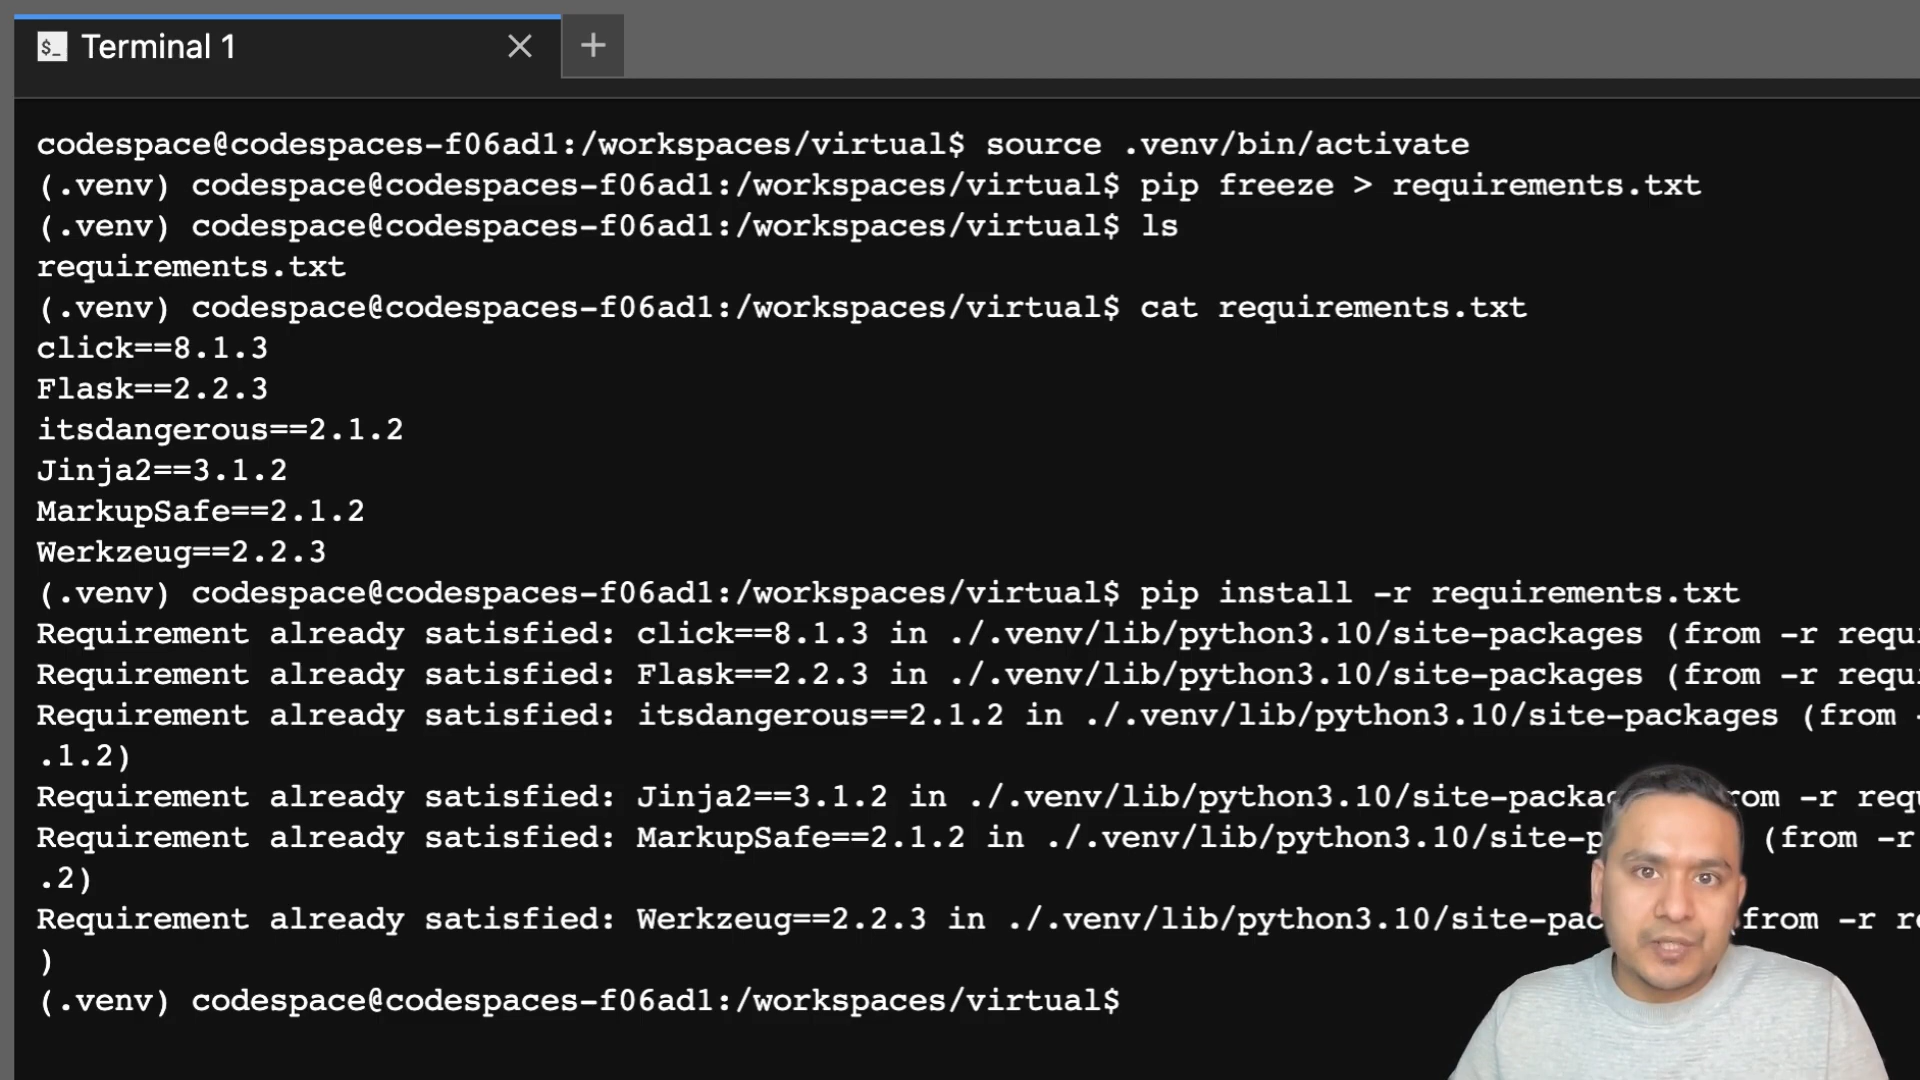 $_ Terminal 1 × +
codespace@codespaces-f06ad1:/workspaces/virtual$ source .venv/bin/activate
(.venv) codespace@codespaces-f06ad1:/workspaces/virtual$ pip freeze > requirements.txt
(.venv) codespace@codespaces-f06ad1:/workspaces/virtual$ ls
requirements.txt
(.venv) codespace@codespaces-f06ad1:/workspaces/virtual$ cat requirements.txt
click==8.1.3
Flask==2.2.3
itsdangerous==2.1.2
Jinja2==3.1.2
MarkupSafe==2.1.2
Werkzeug==2.2.3
(.venv) codespace@codespaces-f06ad1:/workspaces/virtual$ pip install -r requirements.txt
Requirement already satisfied: click==8.1.3 in ./.venv/lib/python3.10/site-packages (from -r requi
Requirement already satisfied: Flask==2.2.3 in ./.venv/lib/python3.10/site-packages (from -r requi
Requirement already satisfied: itsdangerous==2.1.2 in ./.venv/lib/python3.10/site-packages (from -
.1.2)
Requirement already satisfied: Jinja2==3.1.2 in ./.venv/lib/python3.10/site-packa om -r requ
Requirement already satisfied: MarkupSafe==2.1.2 in ./.venv/lib/python3.10/site-p (from -r
.2)
Requirement already satisfied: Werkzeug==2.2.3 in ./.venv/lib/python3.10/site-pac from -r re
)
(.venv) codespace@codespaces-f06ad1:/workspaces/virtual$